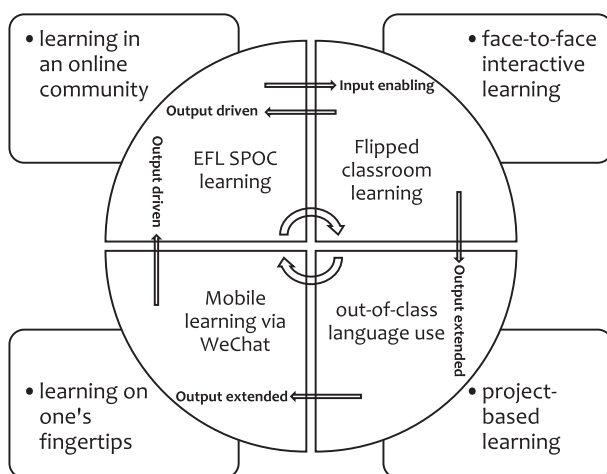 • learning in
an online
community
• face-to-face
interactive
learning
Input enabling
Output driven
Output driven
EFL SPOC
learning
Flipped
classroom
learning
Mobile
learning via
WeChat
out-of-class
language use
Output extended
Output extended
• learning on
one's
fingertips
• project-
based
learning